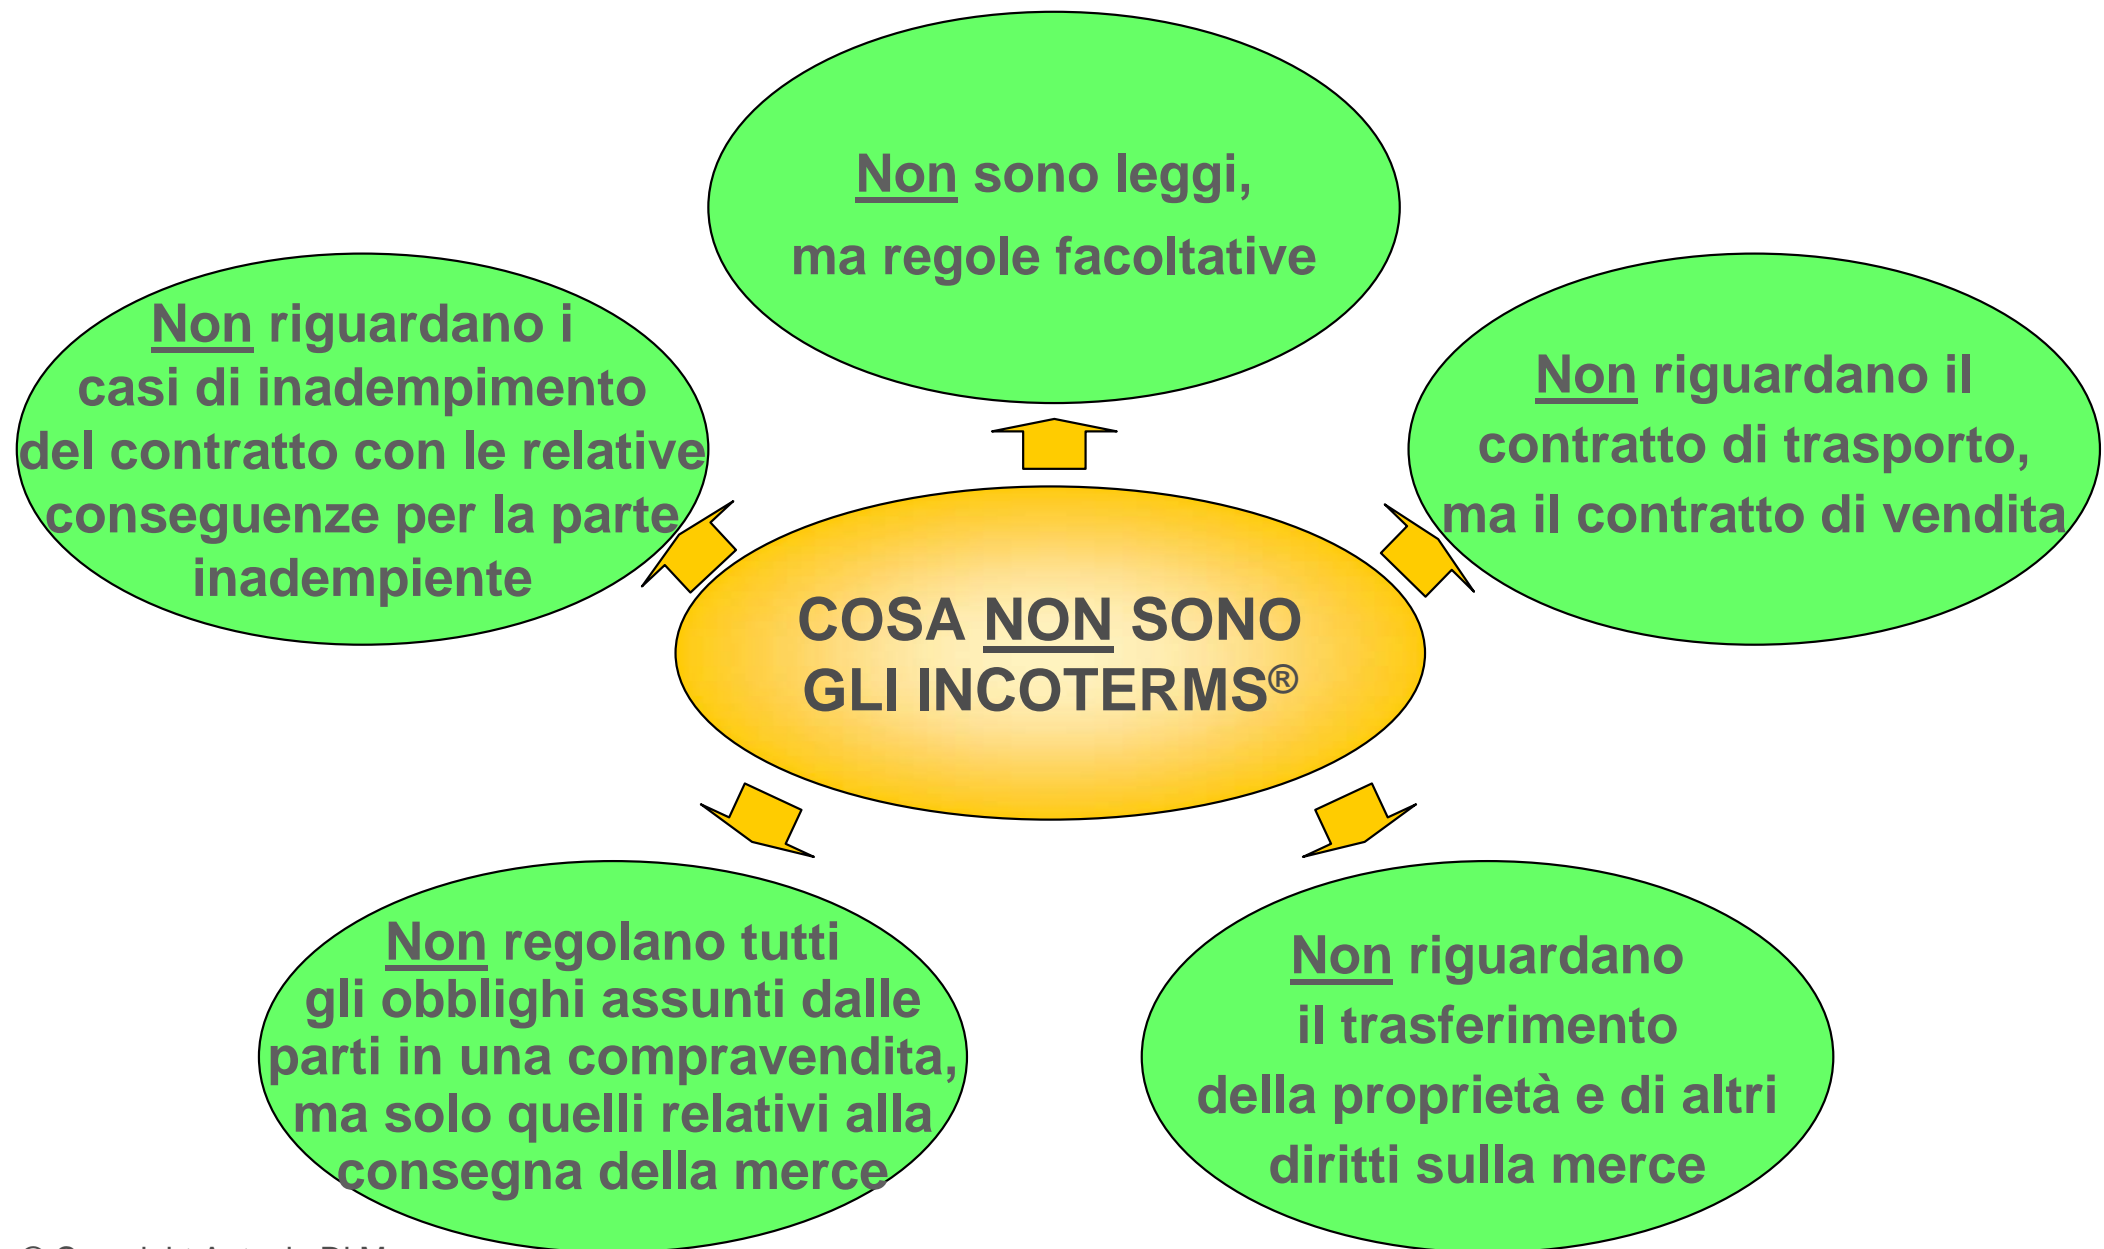 Non sono leggi,
ma regole facoltative
Non riguardano i
casi di inadempimento
del contratto con le relative
conseguenze per la parte
inadempiente
Non riguardano il
contratto di trasporto,
ma il contratto di vendita
COSA NON SONO
GLI INCOTERMS®
Non regolano tutti
gli obblighi assunti dalle
parti in una compravendita,
ma solo quelli relativi alla
consegna della merce
Non riguardano
il trasferimento
della proprietà e di altri
diritti sulla merce
© Copyright Antonio Di M